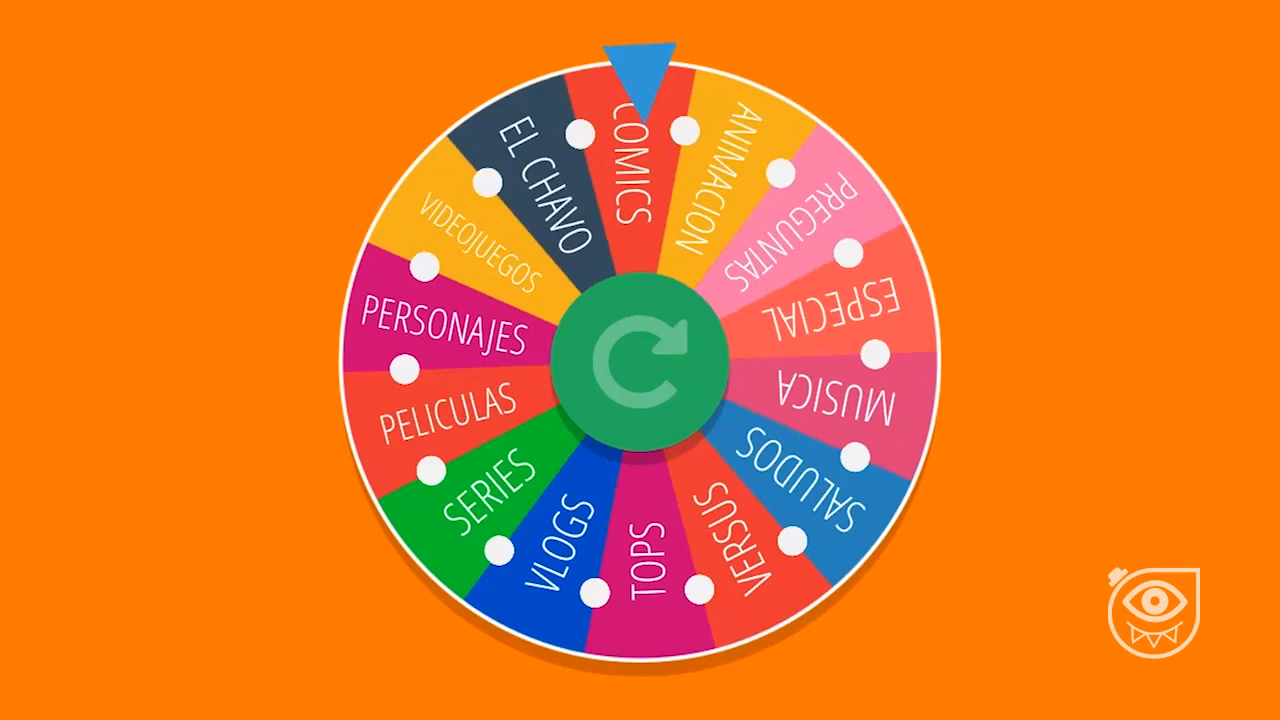 COMICS
ANIMACION
PREGUNTAS
ESPECIAL
MUSICA
SALUDOS
VERSUS
TOPS
VLOGS
SERIES
PELICULAS
PERSONAJES
VIDEOJUEGOS
EL CHAVO